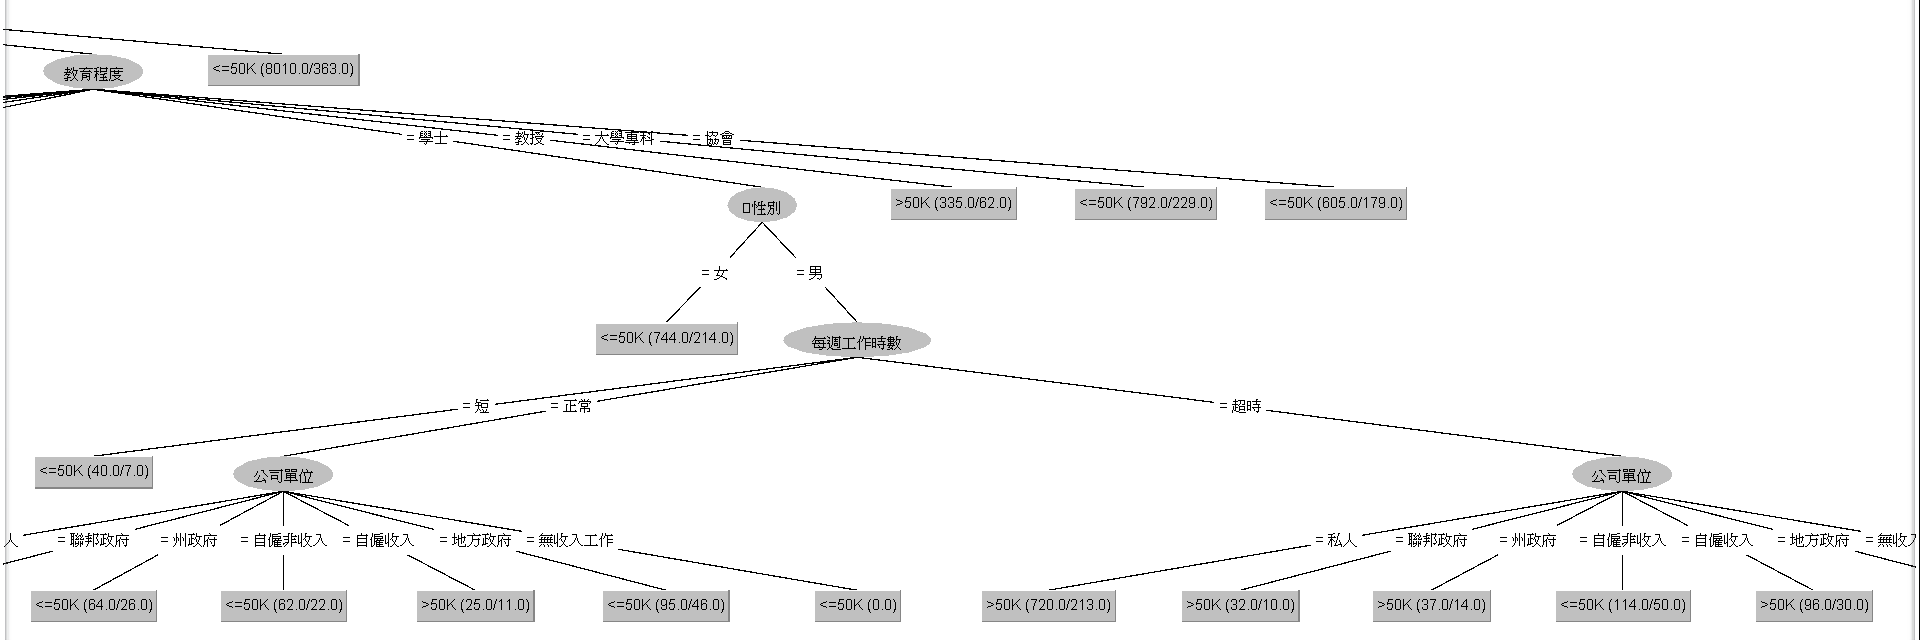 教育程度
<=50K (8010.0/363.0)
= 學士
= 教授
= 大學專科
= 協會
性別
>50K (335.0/62.0)
<=50K (792.0/229.0)
<=50K (605.0/179.0)
= 女
= 男
<=50K (744.0/214.0)
每週工作時數
= 短
= 正常
= 超時
<=50K (40.0/7.0)
公司單位
公司單位
人
= 聯邦政府
= 州政府
= 自僱非收入
= 自僱收入
= 地方政府
= 無收入工作
= 私人
= 聯邦政府
= 州政府
= 自僱非收入
= 自僱收入
= 地方政府
= 無收入
<=50K (64.0/26.0)
<=50K (62.0/22.0)
>50K (25.0/11.0)
<=50K (95.0/46.0)
<=50K (0.0)
>50K (720.0/213.0)
>50K (32.0/10.0)
>50K (37.0/14.0)
<=50K (114.0/50.0)
>50K (96.0/30.0)